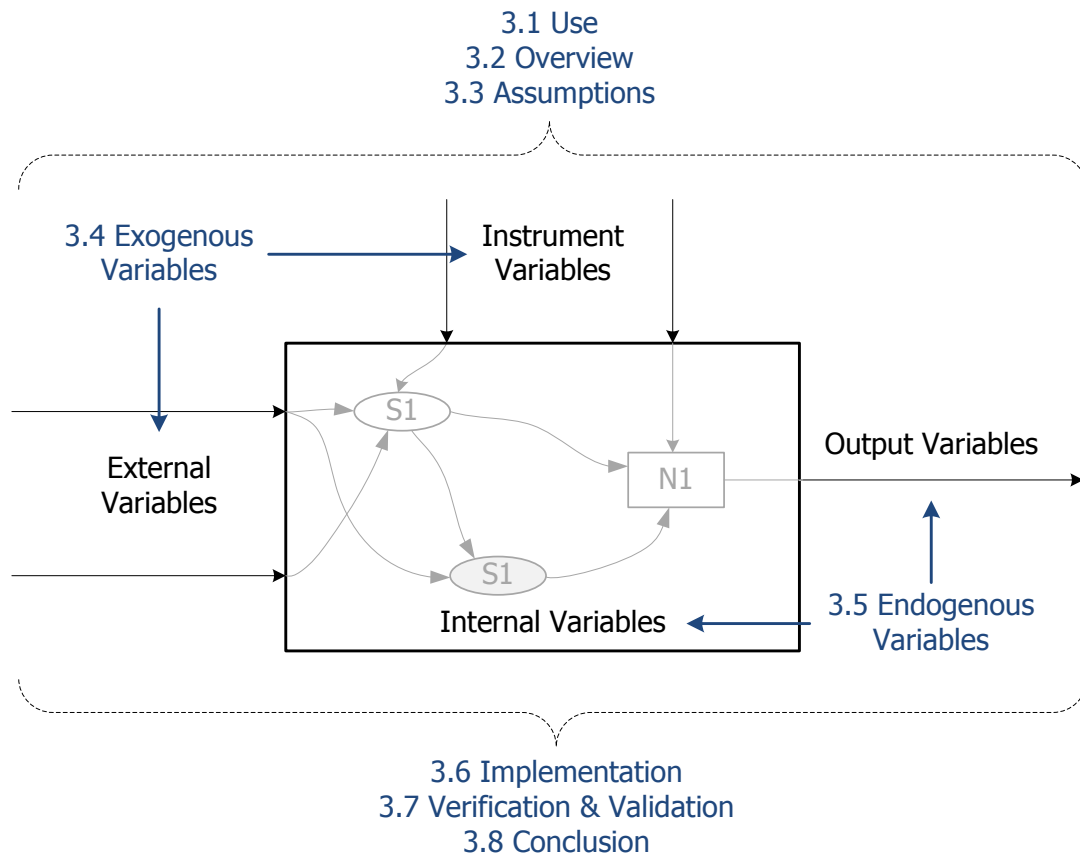 3.1 Use
3.2 Overview
3.3 Assumptions
3.4 Exogenous
Variables
Instrument
Variables
S1
External
Variables
N1
Output Variables
S1
Internal Variables
3.5 Endogenous
Variables
3.6 Implementation
3.7 Verification & Validation
3.8 Conclusion